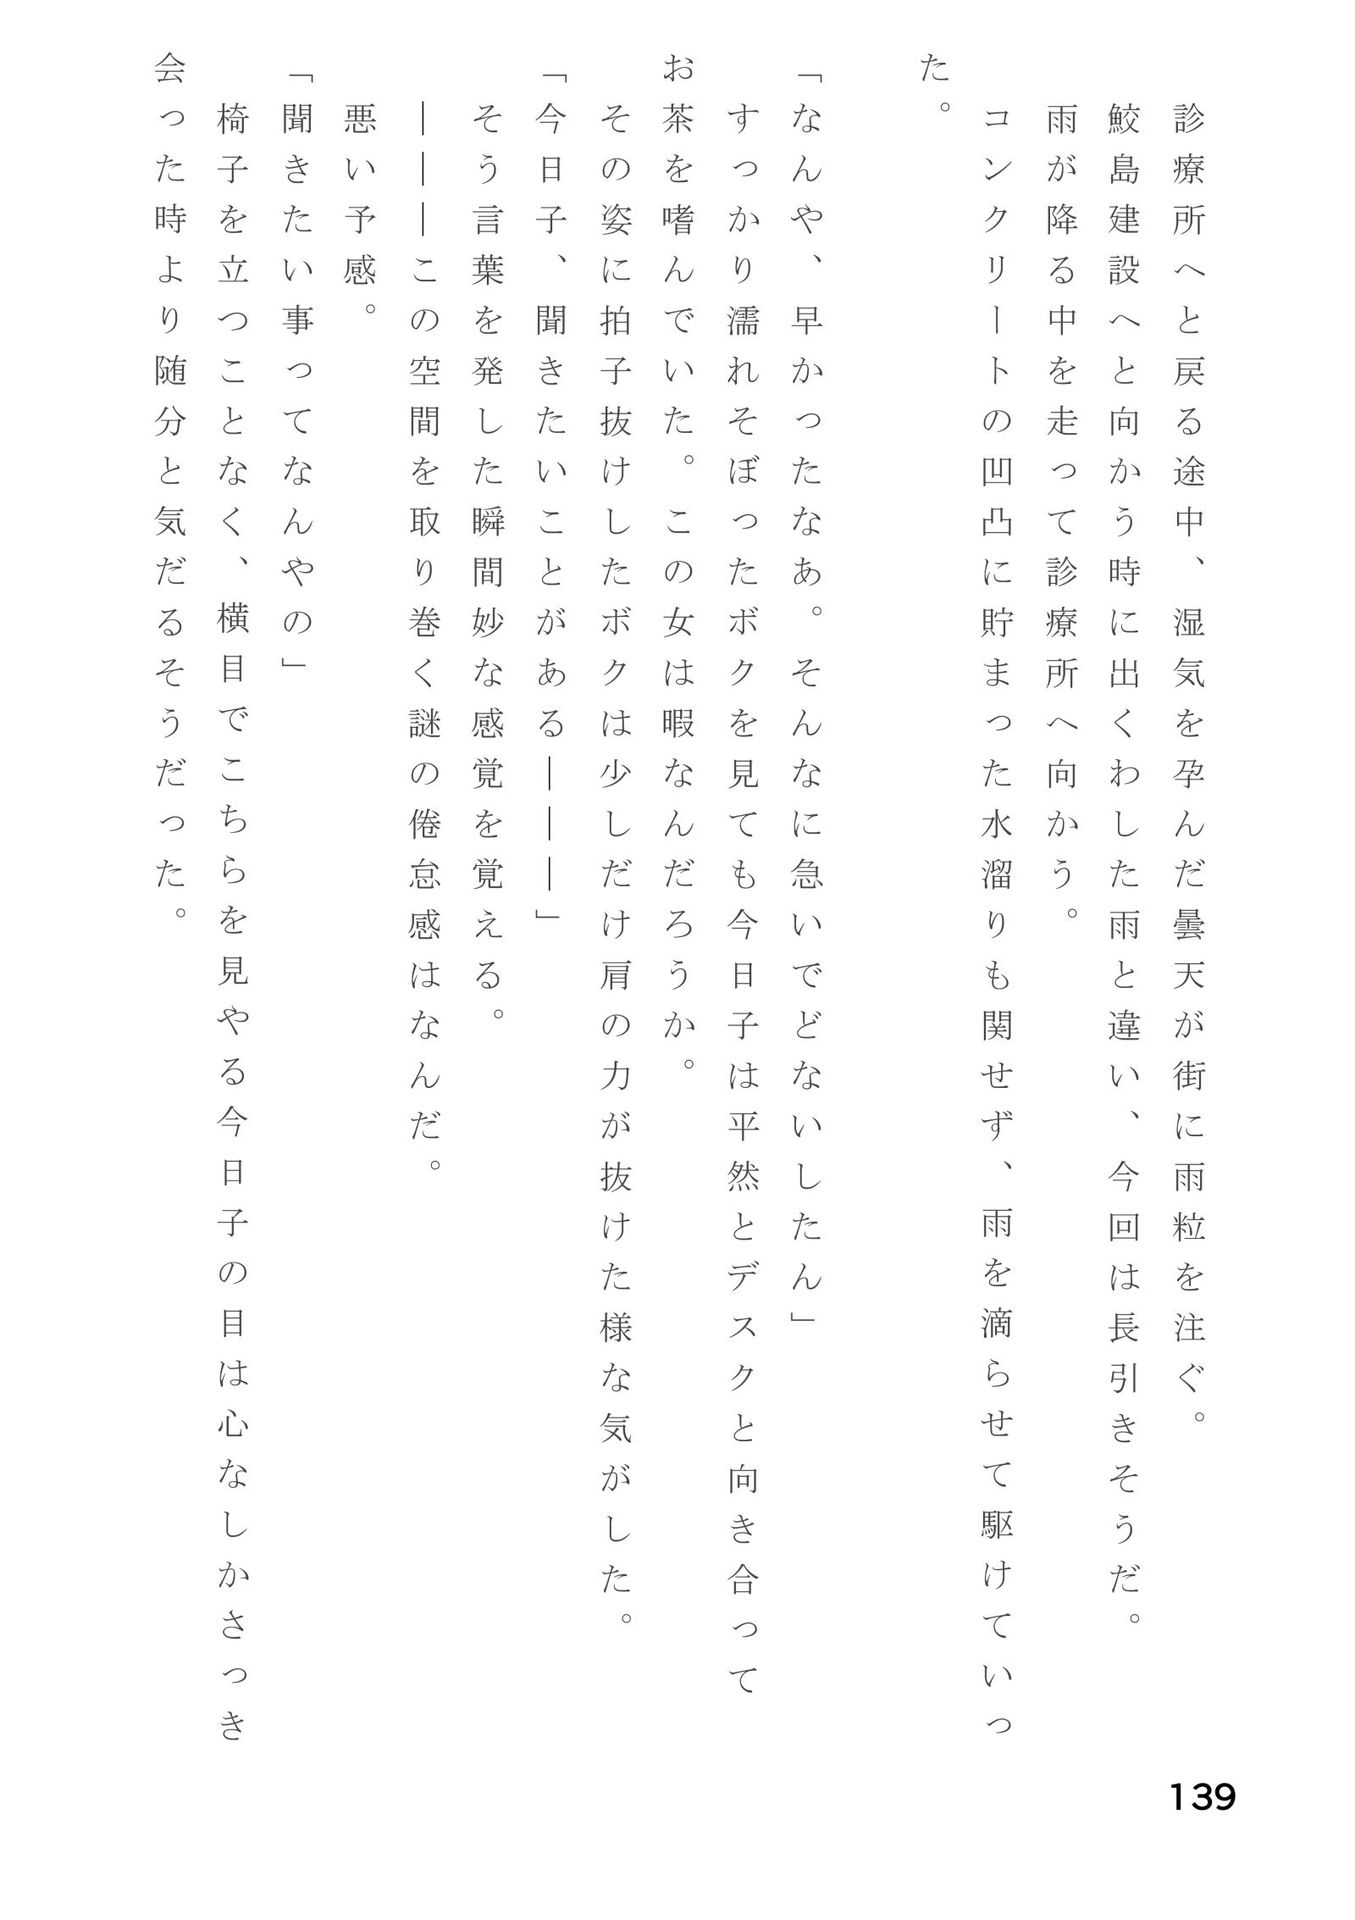 診療所へと戻る途中、湿気を孕んだ曇天が街に雨粒を注ぐ。
　鮫島建設へと向かう時に出くわした雨と違い、今回は長引きそうだ。
　雨が降る中を走って診療所へ向かう。
　コンクリートの凹凸に貯まった水溜りも関せず、雨を滴らせて駆けていっ
た。
「なんや、早かったなあ。そんなに急いでどないしたん」
　すっかり濡れそぼったボクを見ても今日子は平然とデスクと向き合って
お茶を嗜んでいた。この女は暇なんだろうか。
　その姿に拍子抜けしたボクは少しだけ肩の力が抜けた様な気がした。
「今日子、聞きたいことがある―――」
　そう言葉を発した瞬間妙な感覚を覚える。
　―――この空間を取り巻く謎の倦怠感はなんだ。
　悪い予感。
「聞きたい事ってなんやの」
　椅子を立つことなく、横目でこちらを見やる今日子の目は心なしかさっき
会った時より随分と気だるそうだった。
139